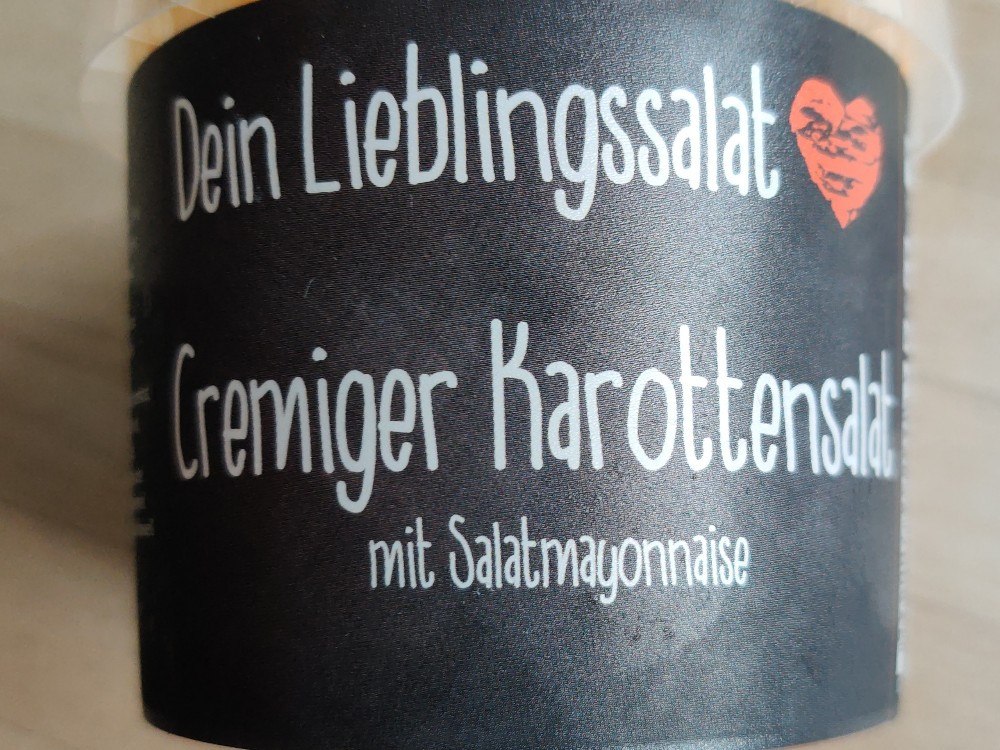 Dein Lieblingssalat
Cremiger Karottensalat
mit Salatmayonnaise